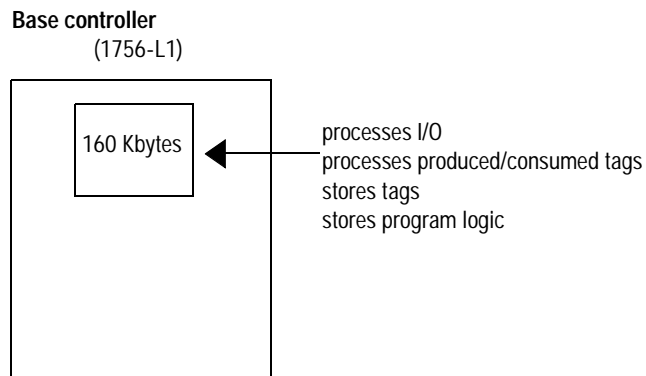 Base controller
(1756-L1)
160 Kbytes
processes I/O
processes produced/consumed tags
stores tags
stores program logic